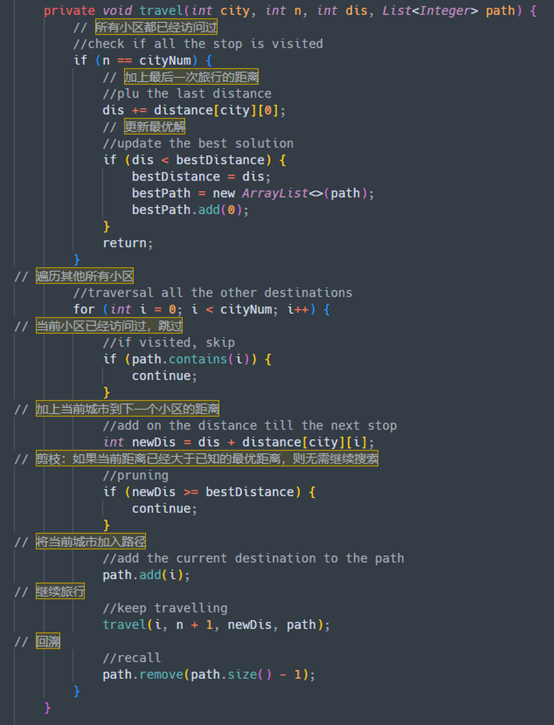 private void travel(int city, int n, int dis, List<Integer> path) {
// 所有小区都已经访问过
//check if all the stop is visited
if (n == cityNum) {
// 加上最后一次旅行的距离
//plu the last distance
dis += distance[city][0];
// 更新最优解
//update the best solution
if (dis < bestDistance) {
bestDistance = dis;
bestPath = new ArrayList<>(path);
bestPath.add(0);
}
return;
}
// 遍历其他所有小区
//traversal all the other destinations
for (int i = 0; i < cityNum; i++) {
// 当前小区已经访问过，跳过
//if visited, skip
if (path.contains(i)) {
continue;
}
// 加上当前城市到下一个小区的距离
//add on the distance till the next stop
int newDis = dis + distance[city][i];
// 剪枝：如果当前距离已经大于已知的最优距离，则无需继续搜索
//pruning
if (newDis >= bestDistance) {
continue;
}
// 将当前城市加入路径
//add the current destination to the path
path.add(i);
// 继续旅行
//keep travelling
travel(i, n + 1, newDis, path);
// 回溯
//recall
path.remove(path.size() - 1);
}
}